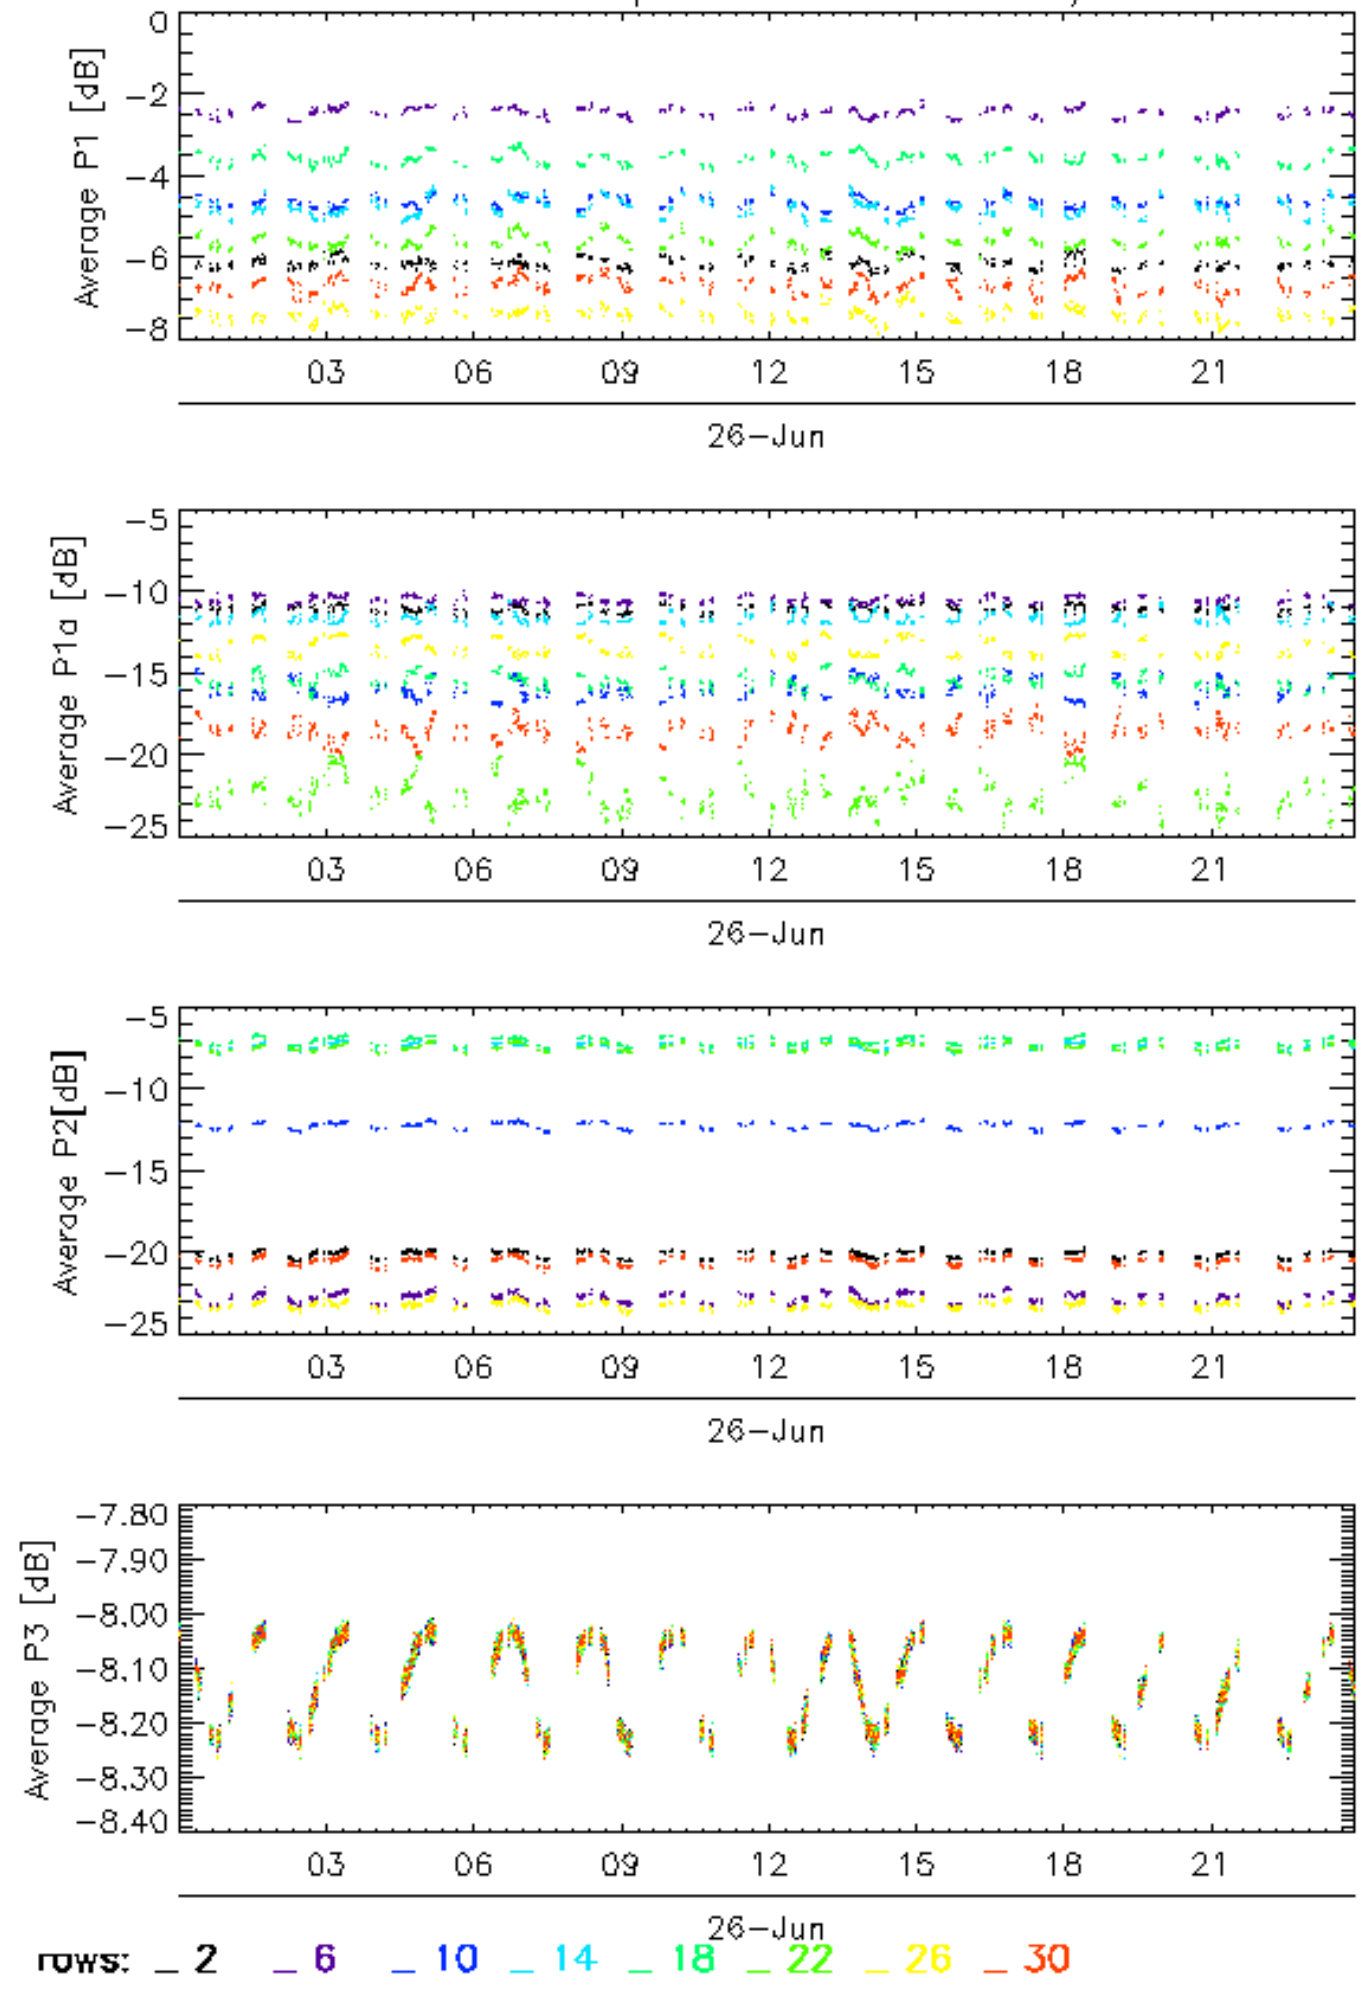 0
−2
−4
−6
−8
Average P1 [dB]
03 06 09 12 15 18 21
26−Jun
−5
−10
−15
−20
−25
Average P1a [dB]
03 06 09 12 15 18 21
26−Jun
−5
−10
−15
−20
−25
Average P2[dB]
03 06 09 12 15 18 21
26−Jun
−7.80
−7.90
−8.00
−8.10
−8.20
−8.30
−8.40
Average P3 [dB]
03 06 09 12 15 18 21
26−Jun
rows: _ 2 _ 6 _ 10 _ 14 _ 18 _ 22 _ 26 _ 30